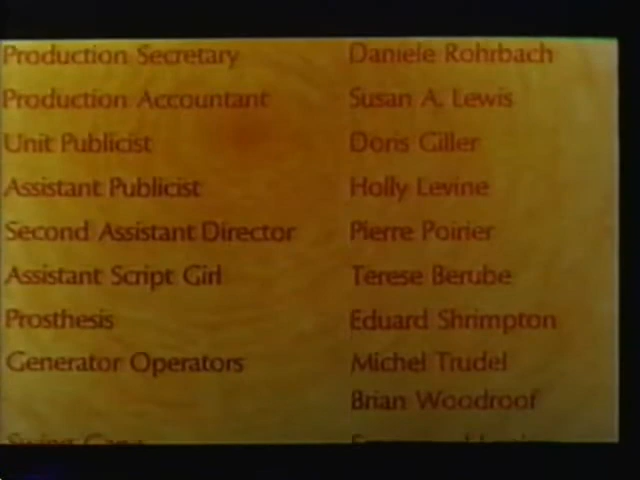 Production Secretary Daniele Rohrbach
Production Accountant Susan A. Lewis
Unit Publicist Doris Giller
Assistant Publicist Holly Levine
Second Assistant Director Pierre Poirier
Assistant Script Girl Terese Berube
Prosthesis Eduard Shrimpton
Generator Operators Michel Trudel
Brian Woodroof